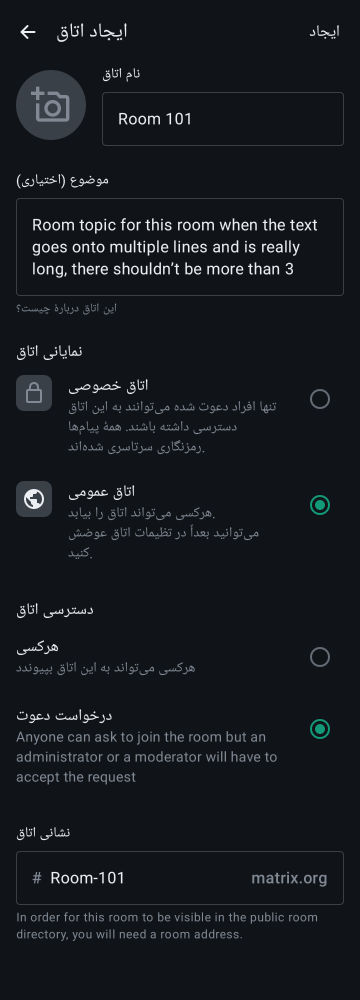 ایجاد اتاق
ایجاد
نام اتاق
Room 101
موضوع (اختیاری)
Room topic for this room when the text
goes onto multiple lines and is really
long, there shouldn’t be more than 3
این اتاق دربارهٔ چیست؟
نمایانی اتاق
اتاق خصوصی
تنها افراد دعوت شده می‌توانند به این اتاق
دسترسی داشته باشند. همهٔ پیام‌ها
رمزنگاری سرتاسری شده‌اند.
اتاق عمومی
هرکسی می‌تواند اتاق را بیابد.
می‌توانید بعداً در تظیمات اتاق عوضش
کنید.
دسترسی اتاق
هرکسی
هرکسی می‌تواند به این اتاق بپیوندد
درخواست دعوت
Anyone can ask to join the room but an
administrator or a moderator will have to
accept the request
نشانی اتاق
# Room-101 matrix.org
In order for this room to be visible in the public room
directory, you will need a room address.